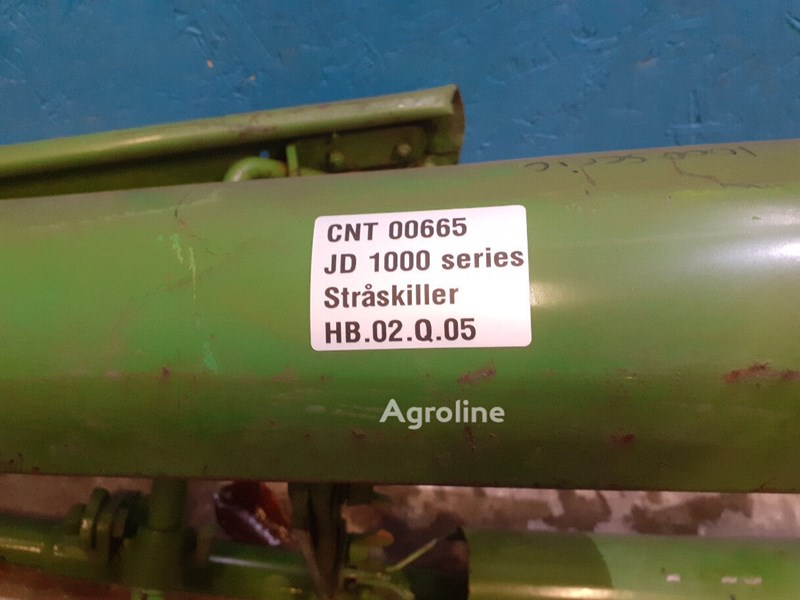 CNT 00665
JD 1000 series
Stråskiller
HB.02.Q.05
Agroline